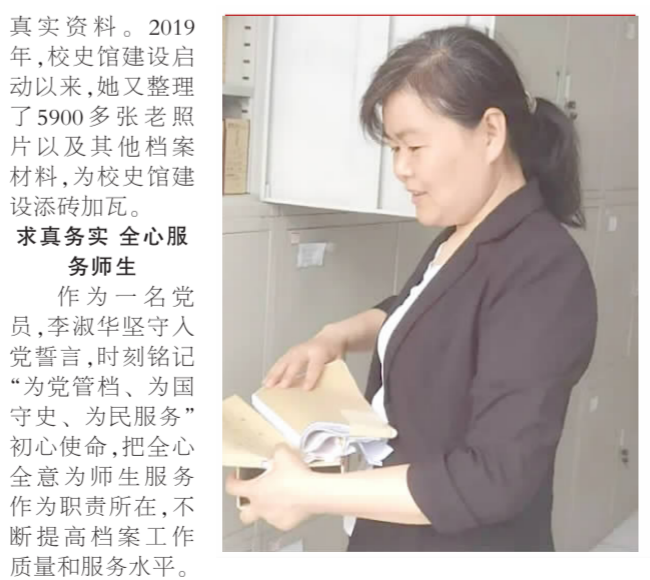 真实资料。2019
年,校史馆建设启
动以来,她又整理
了5900多张老照
片以及其他档案
材料,为校史馆建
设添砖加瓦。
求真务实 全心服
务师生
作为一名党
员,李淑华坚守入
党誓言,时刻铭记
“为党管档、为国
守史、为民服务”
初心使命,把全心
全意为师生服务
作为职责所在,不
断提高档案工作
质量和服务水平。